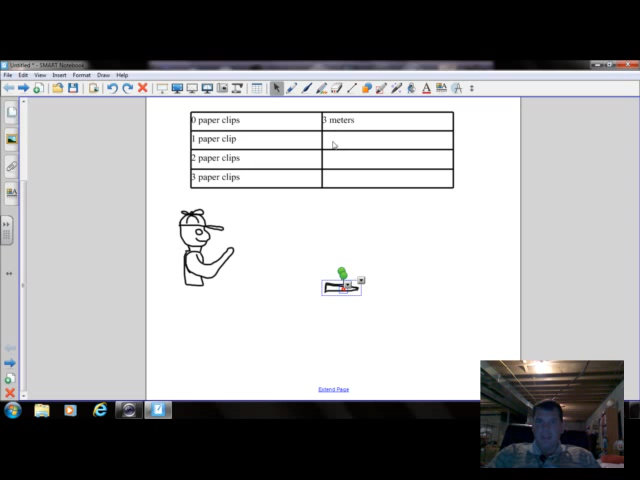 Untitled * - SMART Notebook
File Edit View Insert Format Tools Draw Help
0 paper clips 3 meters
1 paper clip
2 paper clips
3 paper clips
Extend Page